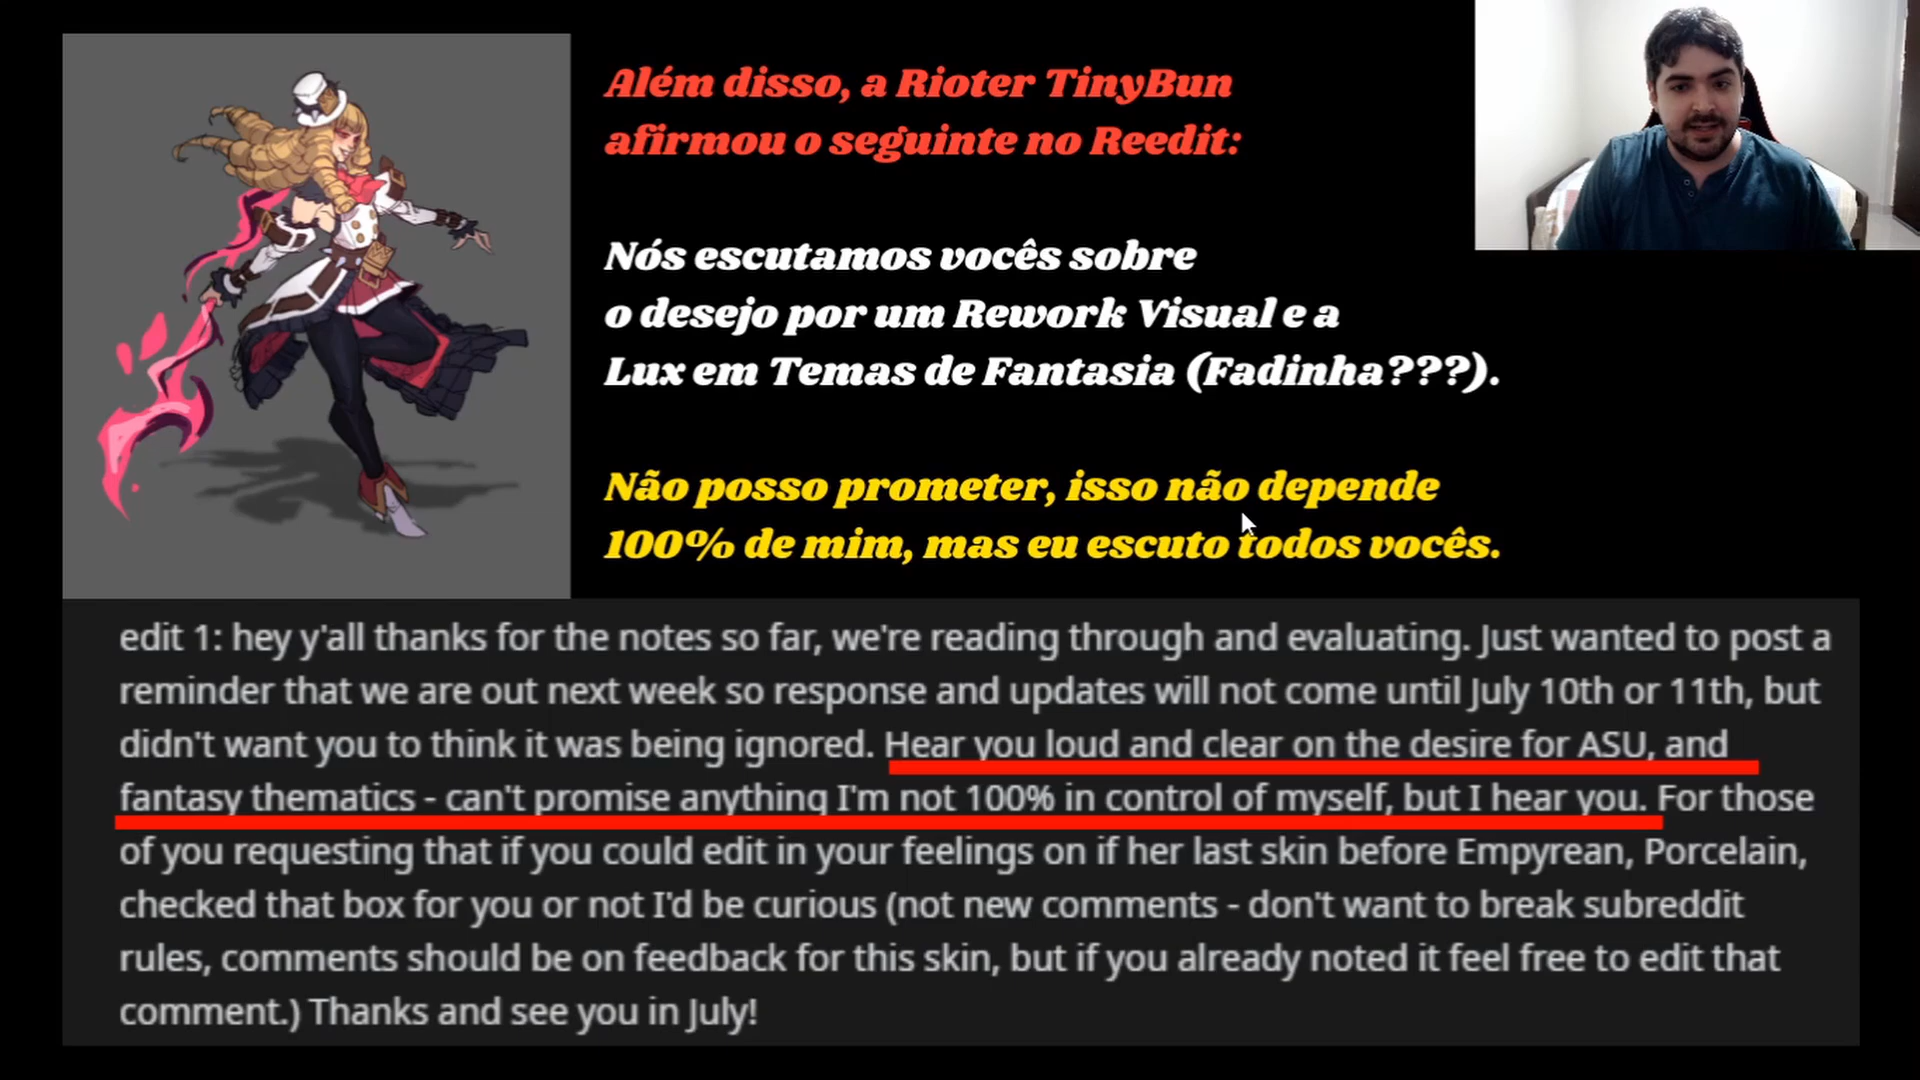 Além disso, a Rioter TinyBun
afirmou o seguinte no Reedit:
Nós escutamos vocês sobre
o desejo por um Rework Visual e a
Lux em Temas de Fantasia (Fadinha???).
Não posso prometer, isso não depende
100% de mim, mas eu escuto todos vocês.
edit 1: hey y'all thanks for the notes so far, we're reading through and evaluating. Just wanted to post a
reminder that we are out next week so response and updates will not come until July 10th or 11th, but
didn't want you to think it was being ignored. Hear you loud and clear on the desire for ASU, and
fantasy thematics - can't promise anything I'm not 100% in control of myself, but I hear you. For those
of you requesting that if you could edit in your feelings on if her last skin before Empyrean, Porcelain,
checked that box for you or not I'd be curious (not new comments - don't want to break subreddit
rules, comments should be on feedback for this skin, but if you already noted it feel free to edit that
comment.) Thanks and see you in July!